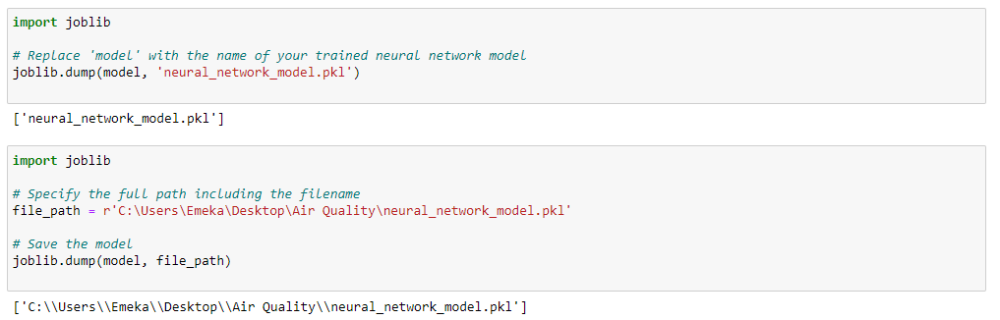 import joblib
# Replace 'model' with the name of your trained neural network model
joblib.dump(model, 'neural_network_model.pkl')
['neural_network_model.pkl']
import joblib
# Specify the full path including the filename
file_path = r'C:\Users\Emeka\Desktop\Air Quality\neural_network_model.pkl'
# Save the model
joblib.dump(model, file_path)
['C:\\Users\\Emeka\\Desktop\\Air Quality\\neural_network_model.pkl']